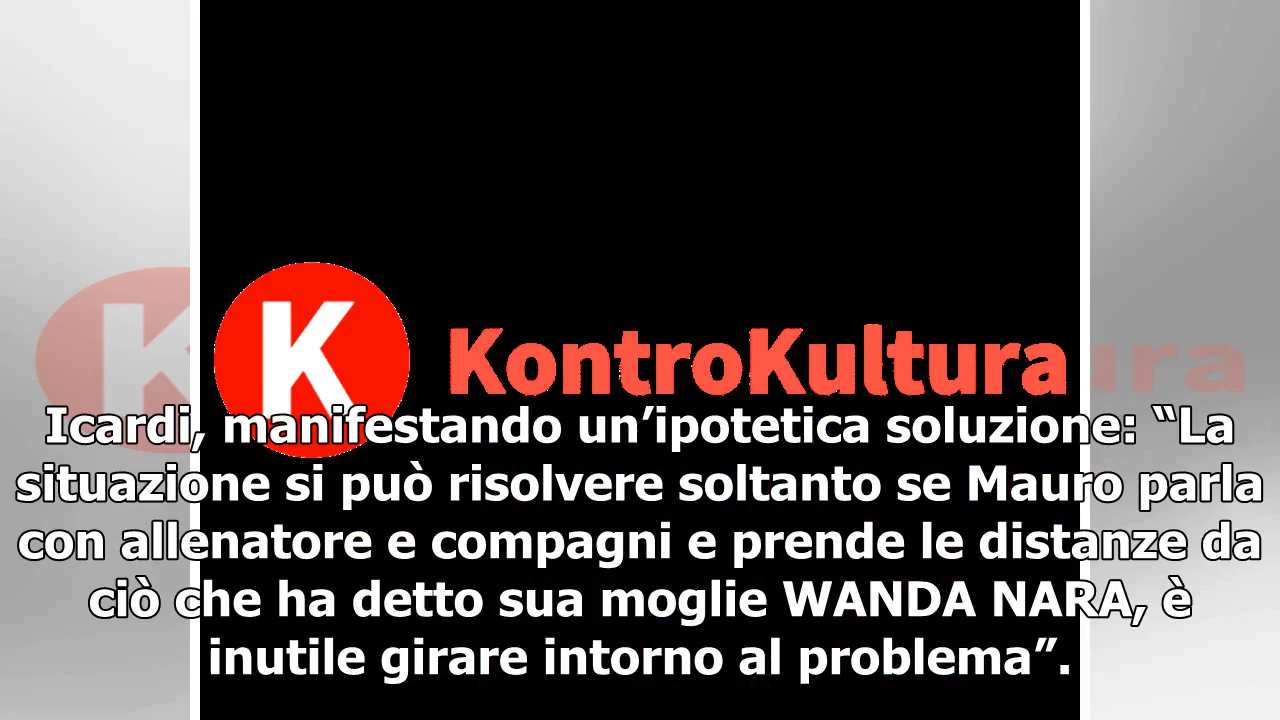 K KontroKultura
Icardi, manifestando un’ipotetica soluzione: “La
situazione si può risolvere soltanto se Mauro parla
con allenatore e compagni e prende le distanze da
ciò che ha detto sua moglie WANDA NARA, è
inutile girare intorno al problema”.